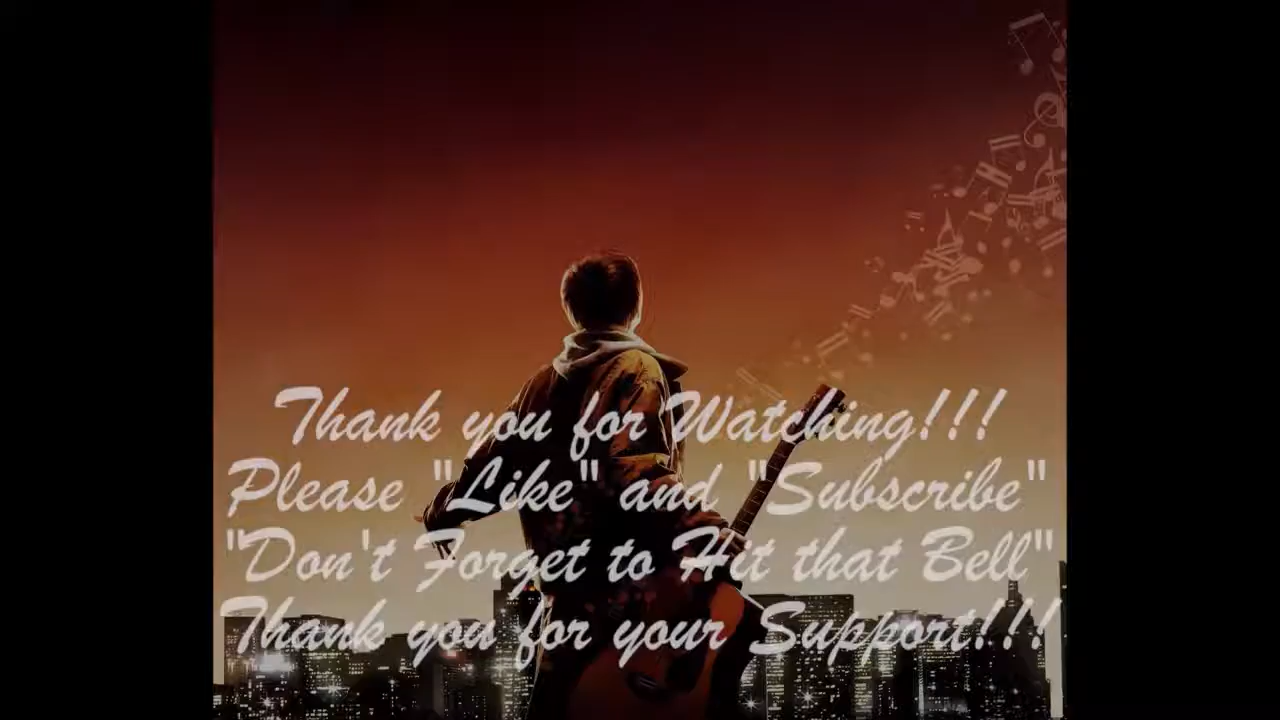 Thank you for Watching!!!
Please "Like" and "Subscribe"
"Don't Forget to Hit that Bell"
Thank you for your Support!!!